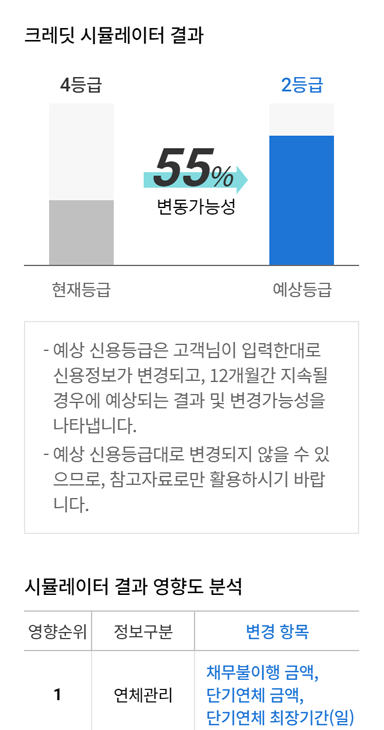 크레딧 시뮬레이터 결과
4등급
2등급
55%
변동가능성
현재등급
예상등급
- 예상 신용등급은 고객님이 입력한대로
신용정보가 변경되고, 12개월간 지속될
경우에 예상되는 결과 및 변경가능성을
나타냅니다.
- 예상 신용등급대로 변경되지 않을 수 있
으므로, 참고자료로만 활용하시기 바랍
니다.
시뮬레이터 결과 영향도 분석
영향순위 정보구분 변경 항목
채무불이행 금액,
1 연체관리 단기연체 금액,
단기연체 최장기간(일)